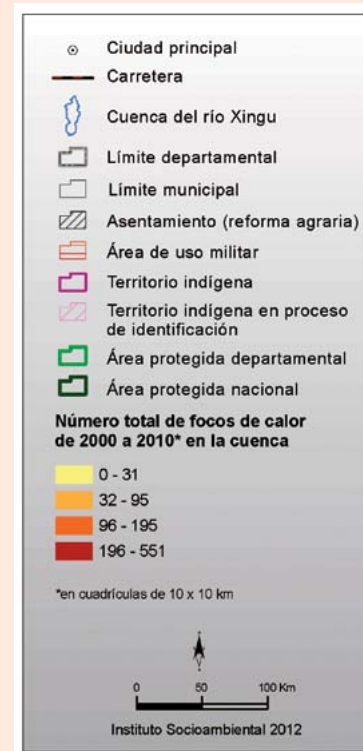 Ciudad principal
Carretera
Cuenca del río Xingu
Límite departamental
Límite municipal
Asentamiento (reforma agraria)
Área de uso militar
Territorio indígena
Territorio indígena en proceso
de identificación
Área protegida departamental
Área protegida nacional
Número total de focos de calor
de 2000 a 2010* en la cuenca
0 - 31
32 - 95
96 - 195
196 - 551
*en cuadrículas de 10 x 10 km
0 50 100 Km
Instituto Socioambiental 2012